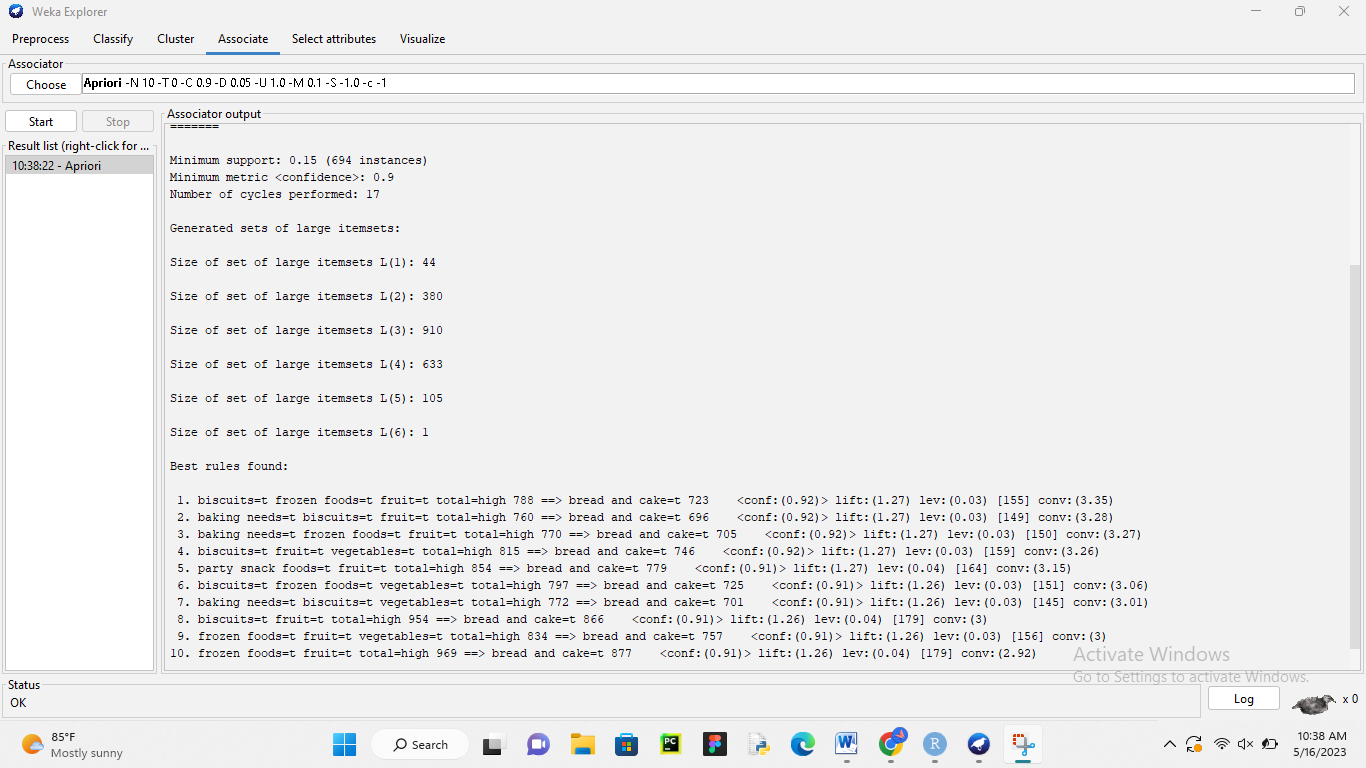 Weka Explorer
Preprocess Classify Cluster Associate Select attributes Visualize
Associator
Choose Apriori -N 10 -T 0 -C 0.9 -D 0.05 -U 1.0 -M 0.1 -S -1.0 -c -1
Start Stop
Associator output
Result list (right-click for ...
10:38:22 - Apriori
=======
Minimum support: 0.15 (694 instances)
Minimum metric <confidence>: 0.9
Number of cycles performed: 17
Generated sets of large itemsets:
Size of set of large itemsets L(1): 44
Size of set of large itemsets L(2): 380
Size of set of large itemsets L(3): 910
Size of set of large itemsets L(4): 633
Size of set of large itemsets L(5): 105
Size of set of large itemsets L(6): 1
Best rules found:
1. biscuits=t frozen foods=t fruit=t total=high 788 ==> bread and cake=t 723 <conf:(0.92)> lift:(1.27) lev:(0.03) [155] conv:(3.35)
2. baking needs=t biscuits=t fruit=t total=high 760 ==> bread and cake=t 696 <conf:(0.92)> lift:(1.27) lev:(0.03) [149] conv:(3.28)
3. baking needs=t frozen foods=t fruit=t total=high 770 ==> bread and cake=t 705 <conf:(0.92)> lift:(1.27) lev:(0.03) [150] conv:(3.27)
4. biscuits=t fruit=t vegetables=t total=high 815 ==> bread and cake=t 746 <conf:(0.92)> lift:(1.27) lev:(0.03) [159] conv:(3.26)
5. party snack foods=t fruit=t total=high 854 ==> bread and cake=t 779 <conf:(0.91)> lift:(1.27) lev:(0.04) [164] conv:(3.15)
6. biscuits=t frozen foods=t vegetables=t total=high 797 ==> bread and cake=t 725 <conf:(0.91)> lift:(1.26) lev:(0.03) [151] conv:(3.06)
7. baking needs=t biscuits=t vegetables=t total=high 772 ==> bread and cake=t 701 <conf:(0.91)> lift:(1.26) lev:(0.03) [145] conv:(3.01)
8. biscuits=t fruit=t total=high 954 ==> bread and cake=t 866 <conf:(0.91)> lift:(1.26) lev:(0.04) [179] conv:(3)
9. frozen foods=t fruit=t vegetables=t total=high 834 ==> bread and cake=t 757 <conf:(0.91)> lift:(1.26) lev:(0.03) [156] conv:(3)
10. frozen foods=t fruit=t total=high 969 ==> bread and cake=t 877 <conf:(0.91)> lift:(1.26) lev:(0.04) [179] conv:(2.92)
Activate Windows
Go to Settings to activate Windows.
Status
OK
Log
x 0
85°F
Mostly sunny
Search
PC
W
R
10:38 AM
5/16/2023